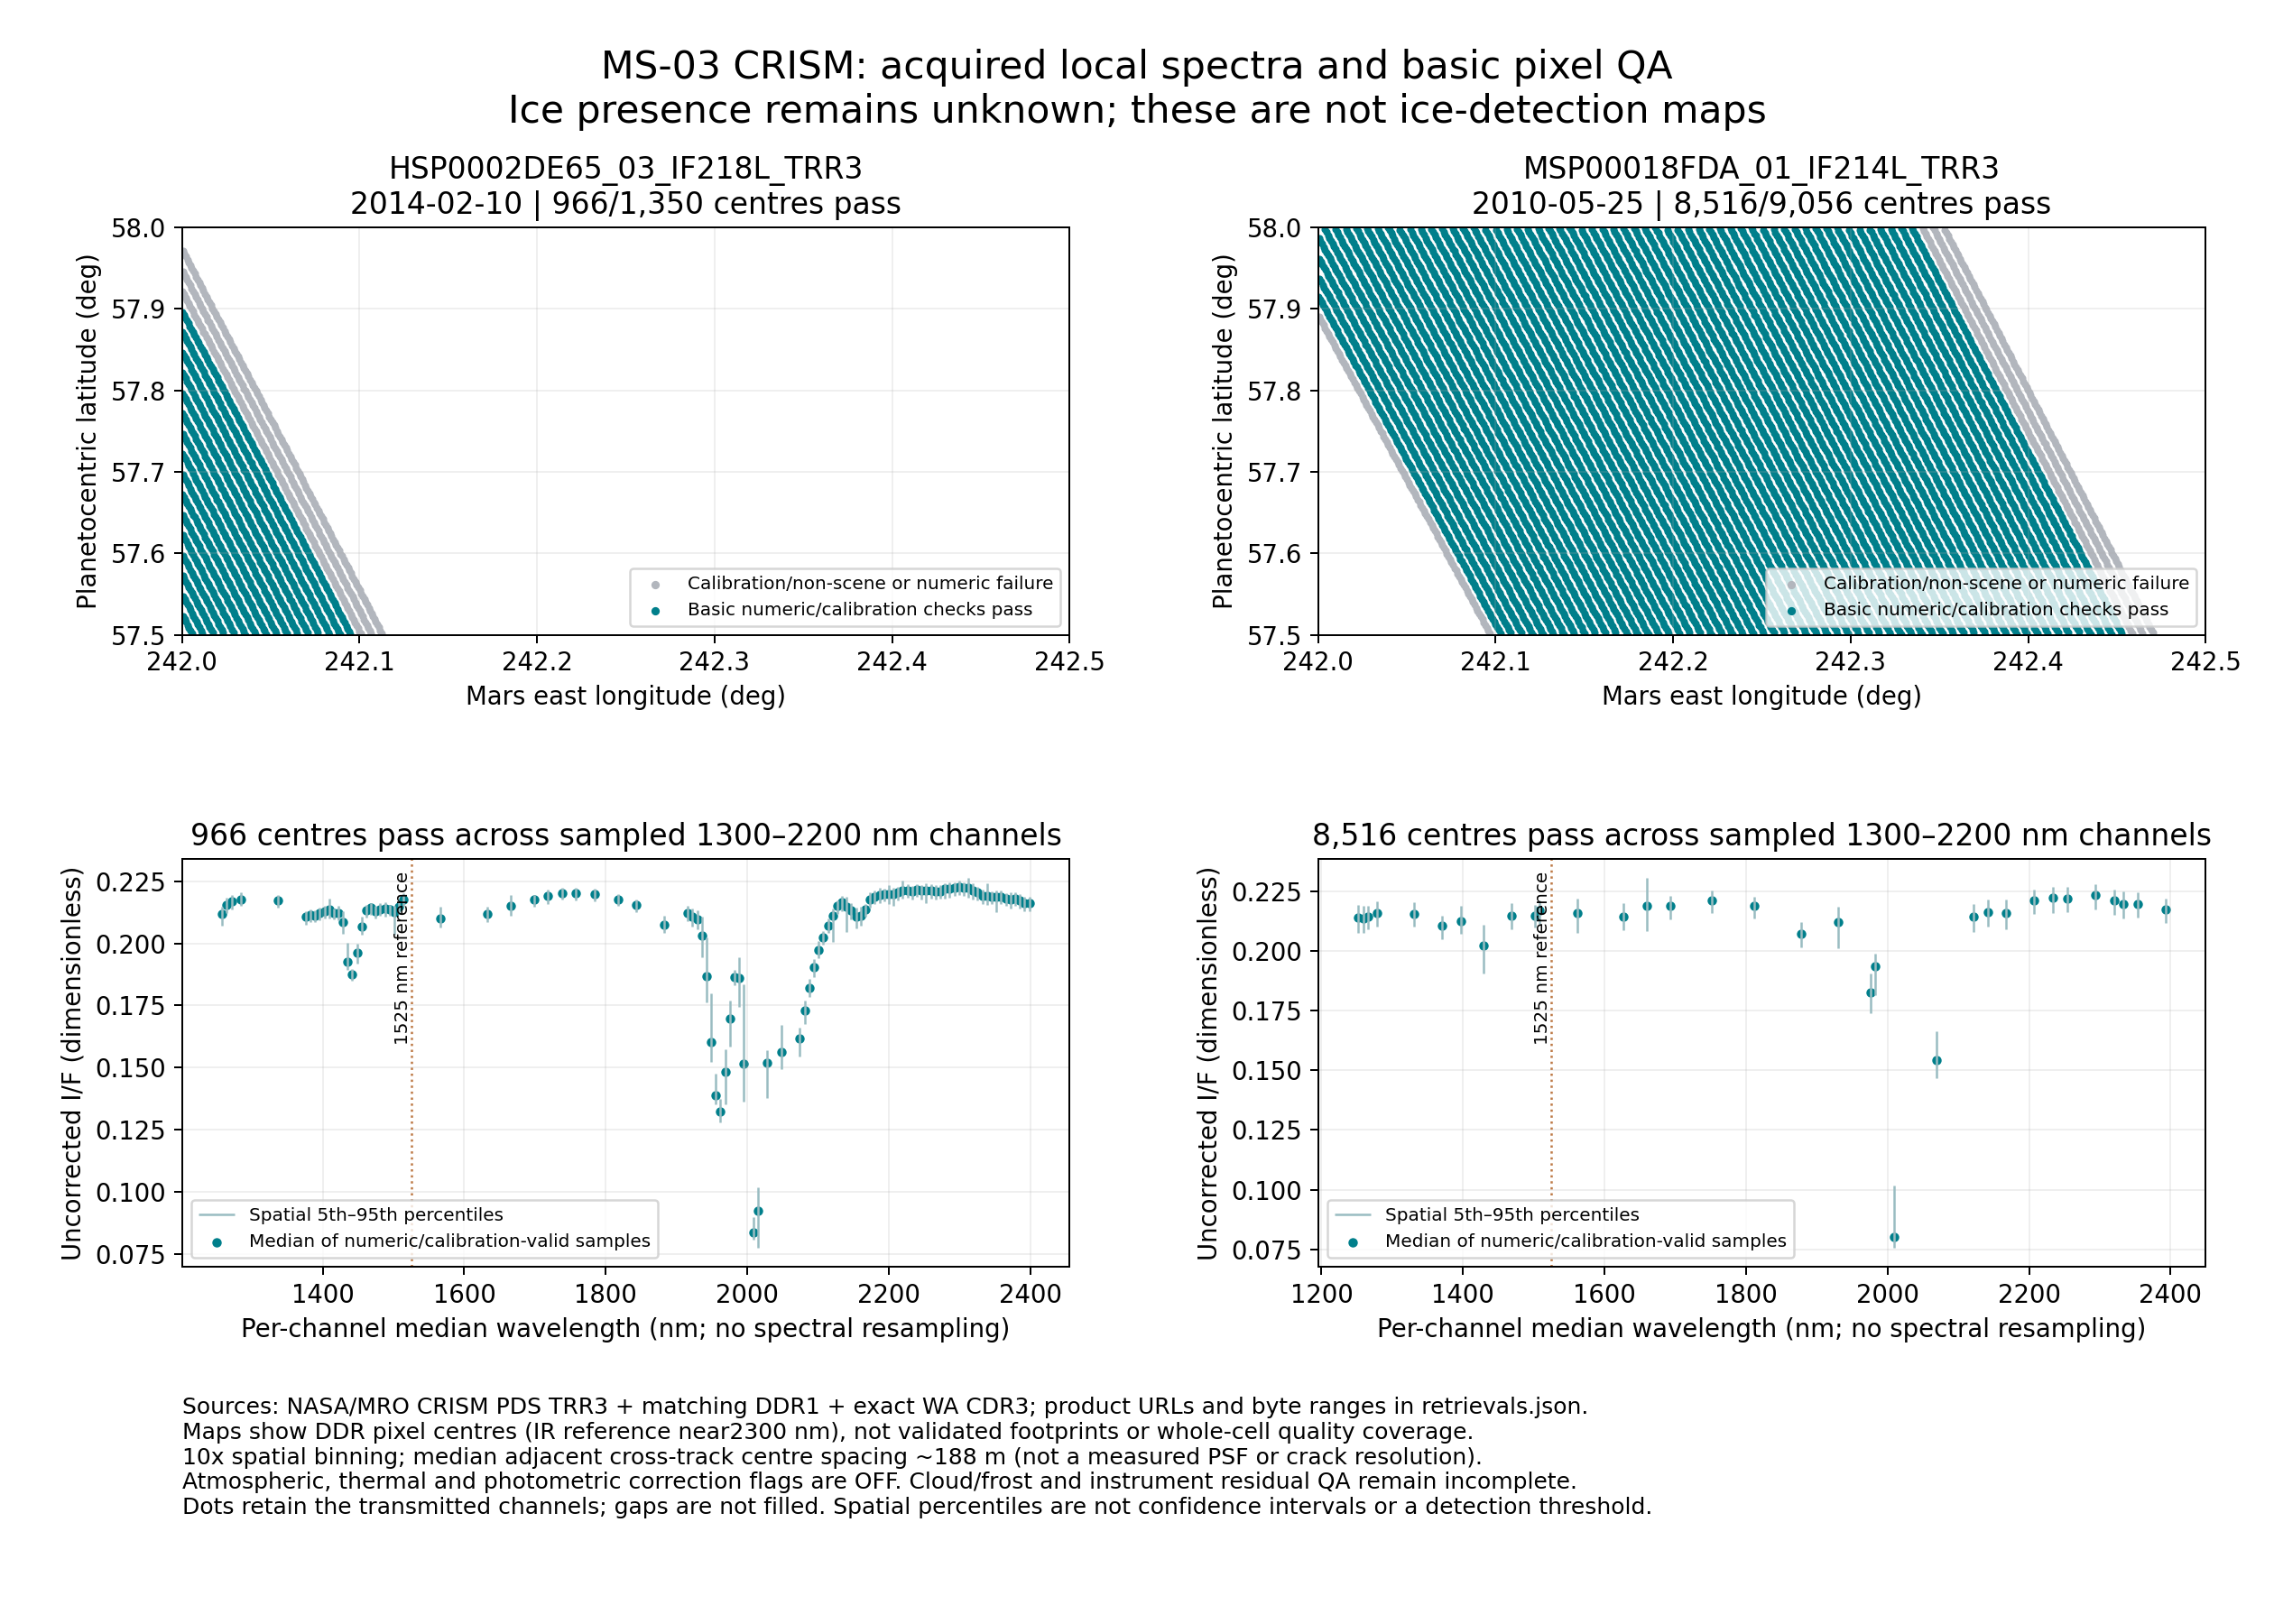 MS-03 CRISM: acquired local spectra and basic pixel QA
Ice presence remains unknown; these are not ice-detection maps
HSP0002DE65_03_IF218L_TRR3
2014-02-10 | 966/1,350 centres pass
Planetocentric latitude (deg)
58.0
57.9
57.8
57.7
57.6
57.5
Calibration/non-scene or numeric failure
Basic numeric/calibration checks pass
242.0 242.1 242.2 242.3 242.4 242.5
Mars east longitude (deg)
MSP00018FDA_01_IF214L_TRR3
2010-05-25 | 8,516/9,056 centres pass
Planetocentric latitude (deg)
58.0
57.9
57.8
57.7
57.6
57.5
Calibration/non-scene or numeric failure
Basic numeric/calibration checks pass
242.0 242.1 242.2 242.3 242.4 242.5
Mars east longitude (deg)
966 centres pass across sampled 1300–2200 nm channels
Uncorrected I/F (dimensionless)
0.225
0.200
0.175
0.150
0.125
0.100
0.075
1525 nm reference
Spatial 5th–95th percentiles
Median of numeric/calibration-valid samples
1400 1600 1800 2000 2200 2400
Per-channel median wavelength (nm; no spectral resampling)
8,516 centres pass across sampled 1300–2200 nm channels
Uncorrected I/F (dimensionless)
0.225
0.200
0.175
0.150
0.125
0.100
0.075
1525 nm reference
Spatial 5th–95th percentiles
Median of numeric/calibration-valid samples
1200 1400 1600 1800 2000 2200 2400
Per-channel median wavelength (nm; no spectral resampling)
Sources: NASA/MRO CRISM PDS TRR3 + matching DDR1 + exact WA CDR3; product URLs and byte ranges in retrievals.json.
Maps show DDR pixel centres (IR reference near2300 nm), not validated footprints or whole-cell quality coverage.
10x spatial binning; median adjacent cross-track centre spacing ~188 m (not a measured PSF or crack resolution).
Atmospheric, thermal and photometric correction flags are OFF. Cloud/frost and instrument residual QA remain incomplete.
Dots retain the transmitted channels; gaps are not filled. Spatial percentiles are not confidence intervals or a detection threshold.